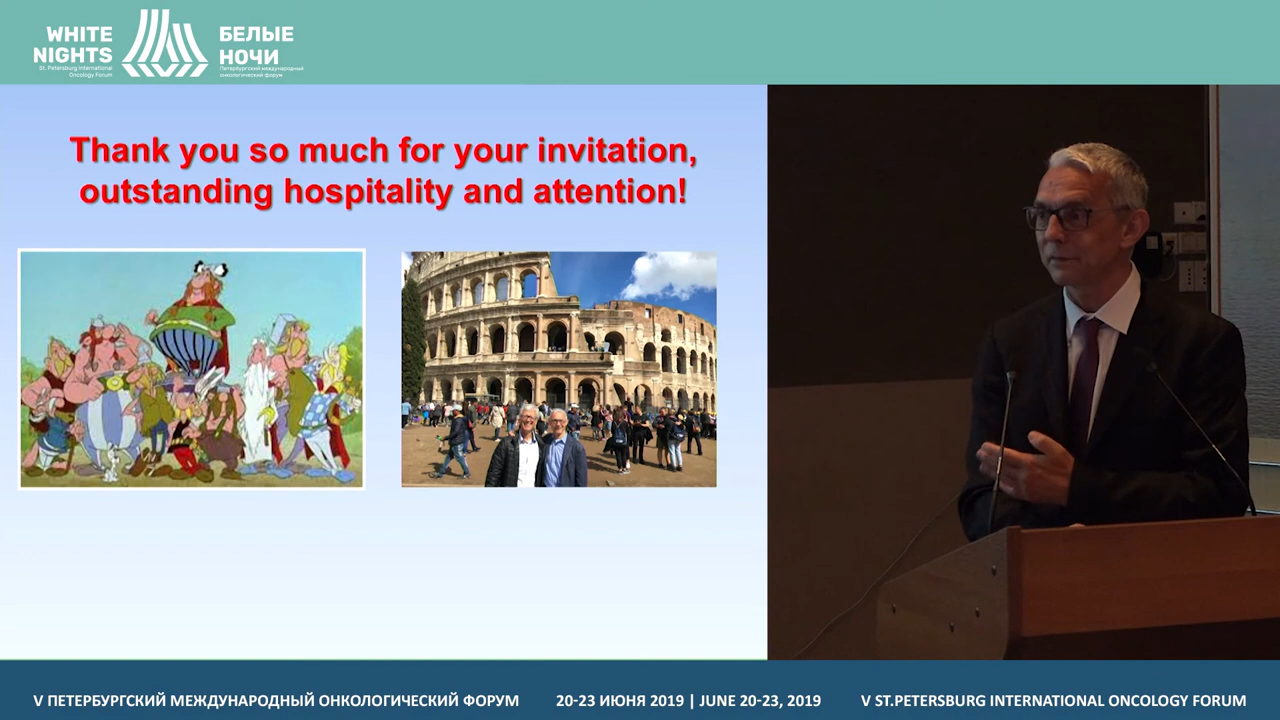 WHITE
NIGHTS
St. Petersburg International
Oncology Forum
БЕЛЫЕ
НОЧИ
Петербургский международный
онкологический форум
Thank you so much for your invitation,
outstanding hospitality and attention!
V ПЕТЕРБУРГСКИЙ МЕЖДУНАРОДНЫЙ ОНКОЛОГИЧЕСКИЙ ФОРУМ
20-23 ИЮНЯ 2019 | JUNE 20-23, 2019
V ST.PETERSBURG INTERNATIONAL ONCOLOGY FORUM